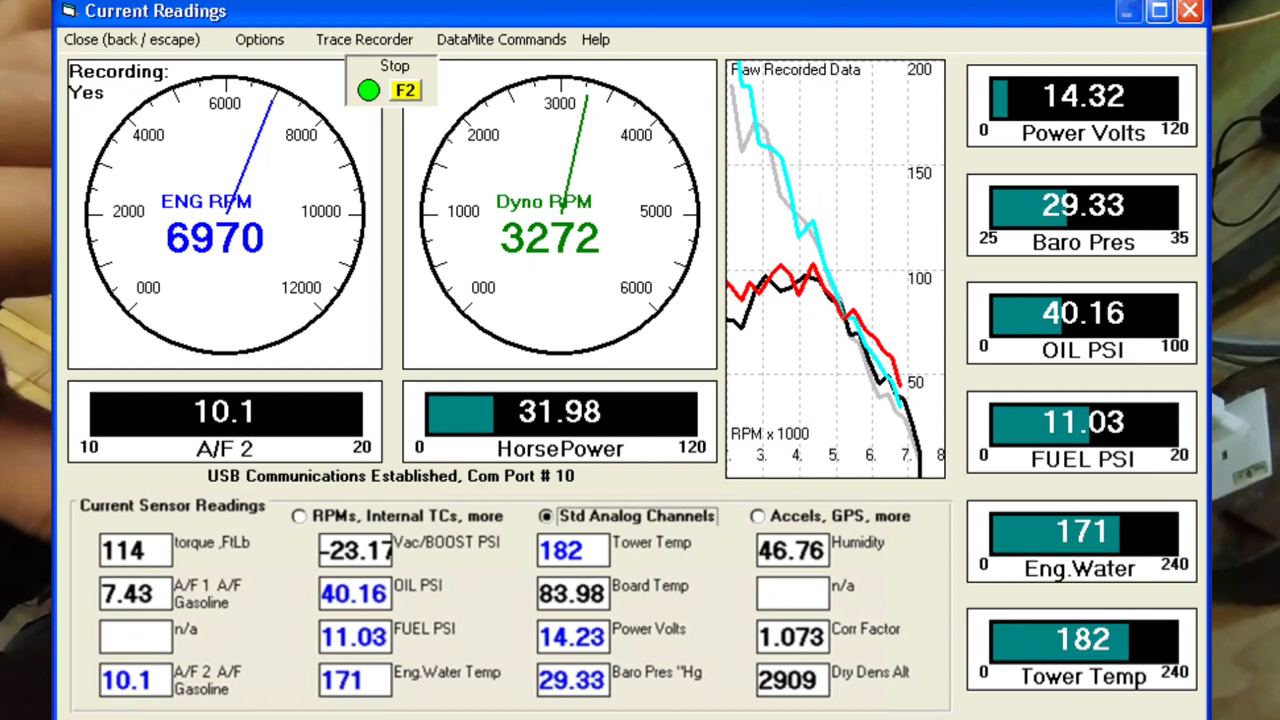 Current Readings
Close (back / escape) Options Trace Recorder DataMite Commands Help
Recording:
Yes
Stop
F2
6000
4000 8000
ENG RPM
2000 10000
6970
000 12000
3000
2000 4000
Dyno RPM
1000 5000
3272
000 6000
Raw Recorded Data 200
150
100
50
RPM x 1000
2. 3. 4. 5. 6. 7. 8
14.32
0 Power Volts 120
29.33
25 Baro Pres 35
40.16
0 OIL PSI 100
11.03
0 FUEL PSI 20
171
0 Eng.Water 240
182
0 Tower Temp 240
10.1
10 A/F 2 20
31.98
0 HorsePower 120
USB Communications Established, Com Port # 10
Current Sensor Readings
RPMs, Internal TCs, more Std Analog Channels Accels, GPS, more
114 torque ,FtLb -23.17 Vac/BOOST PSI 182 Tower Temp 46.76 Humidity
7.43 A/F 1 A/F Gasoline 40.16 OIL PSI 83.98 Board Temp n/a
n/a 11.03 FUEL PSI 14.23 Power Volts 1.073 Corr Factor
10.1 A/F 2 A/F Gasoline 171 Eng.Water Temp 29.33 Baro Pres "Hg 2909 Dry Dens Alt